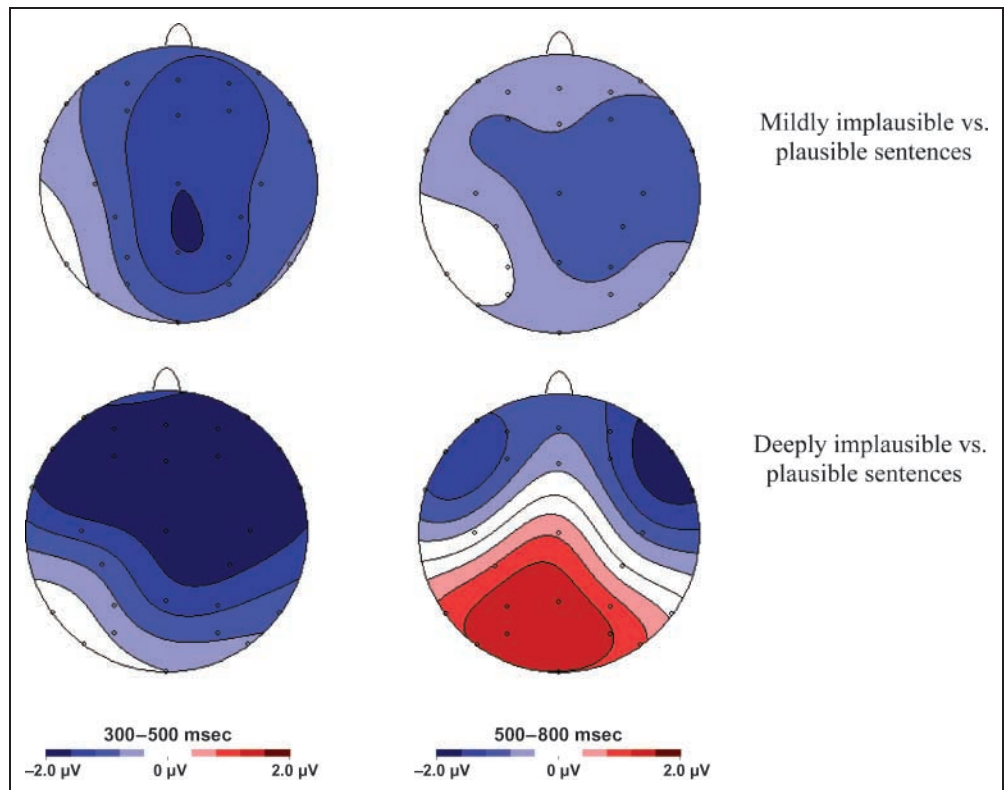 Mildly implausible vs.
plausible sentences
Deeply implausible vs.
plausible sentences
300–500 msec
–2.0 µV 0 µV 2.0 µV
500–800 msec
–2.0 µV 0 µV 2.0 µV